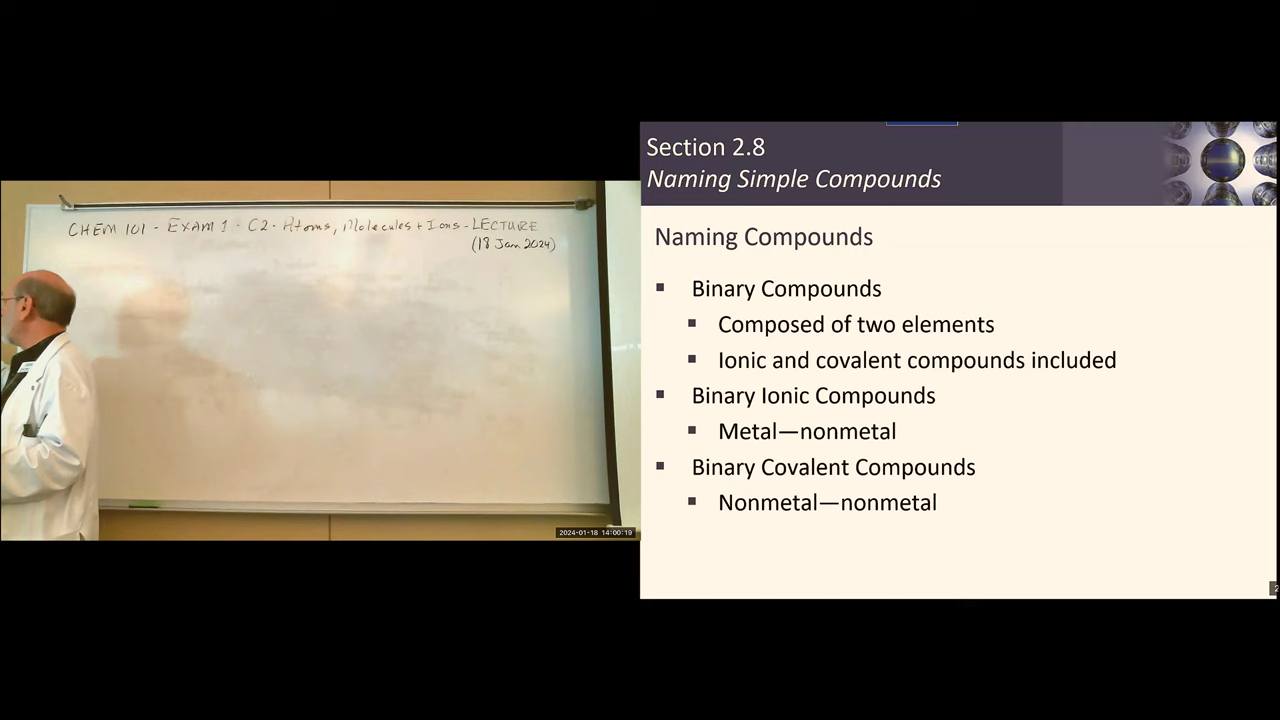 CHEM 101 - EXAM 1 - C2 - Atoms, Molecules + Ions - LECTURE
(18 Jan 2024)
2024-01-18 14:00:19
Section 2.8
Naming Simple Compounds
Naming Compounds
▪ Binary Compounds
▪ Composed of two elements
▪ Ionic and covalent compounds included
▪ Binary Ionic Compounds
▪ Metal—nonmetal
▪ Binary Covalent Compounds
▪ Nonmetal—nonmetal